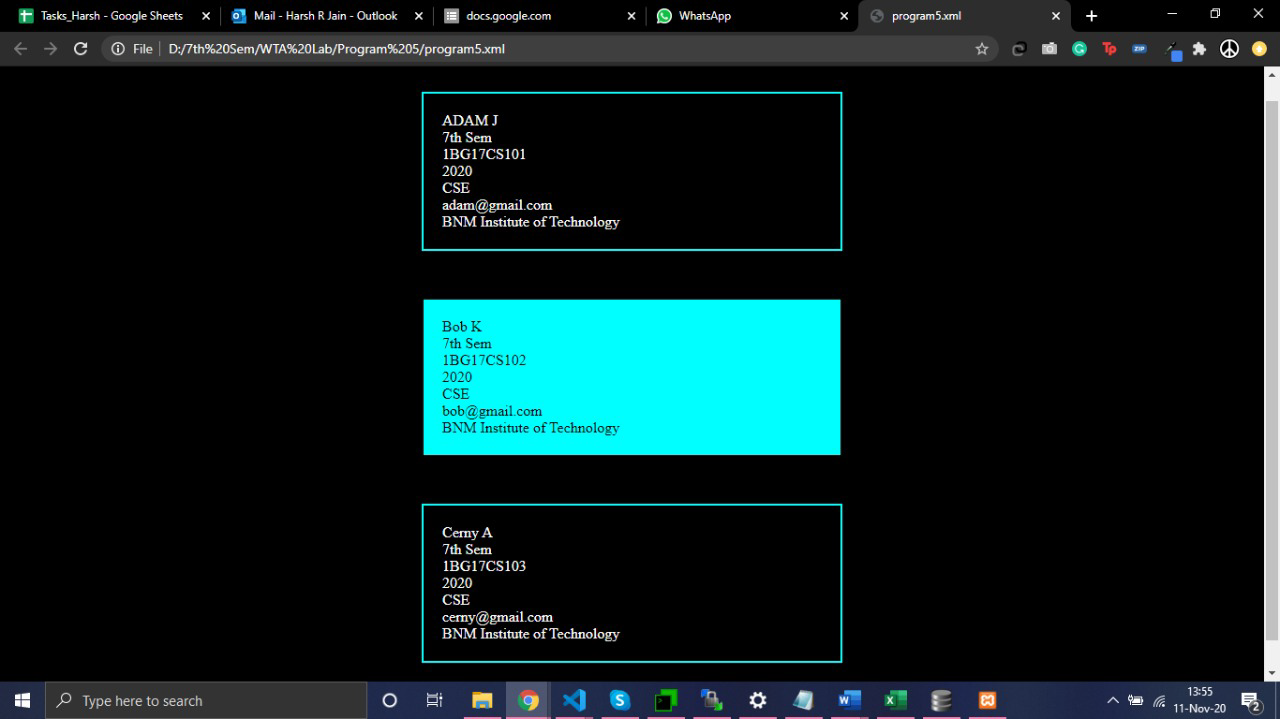 Tasks_Harsh - Google Sheets
Mail - Harsh R Jain - Outlook
docs.google.com
WhatsApp
program5.xml
File
D:/7th%20Sem/WTA%20Lab/Program%205/program5.xml
Tp
ZIP
ADAM J
7th Sem
1BG17CS101
2020
CSE
adam@gmail.com
BNM Institute of Technology
Bob K
7th Sem
1BG17CS102
2020
CSE
bob@gmail.com
BNM Institute of Technology
Cerny A
7th Sem
1BG17CS103
2020
CSE
cerny@gmail.com
BNM Institute of Technology
Type here to search
13:55
11-Nov-20
2